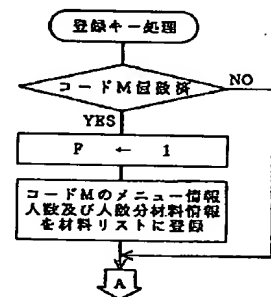 登録キー処理
コードM置数済
NO
YES
F ← 1
コードMのメニュー情報
人数及び人数分材料情報
を材料リストに登録
A